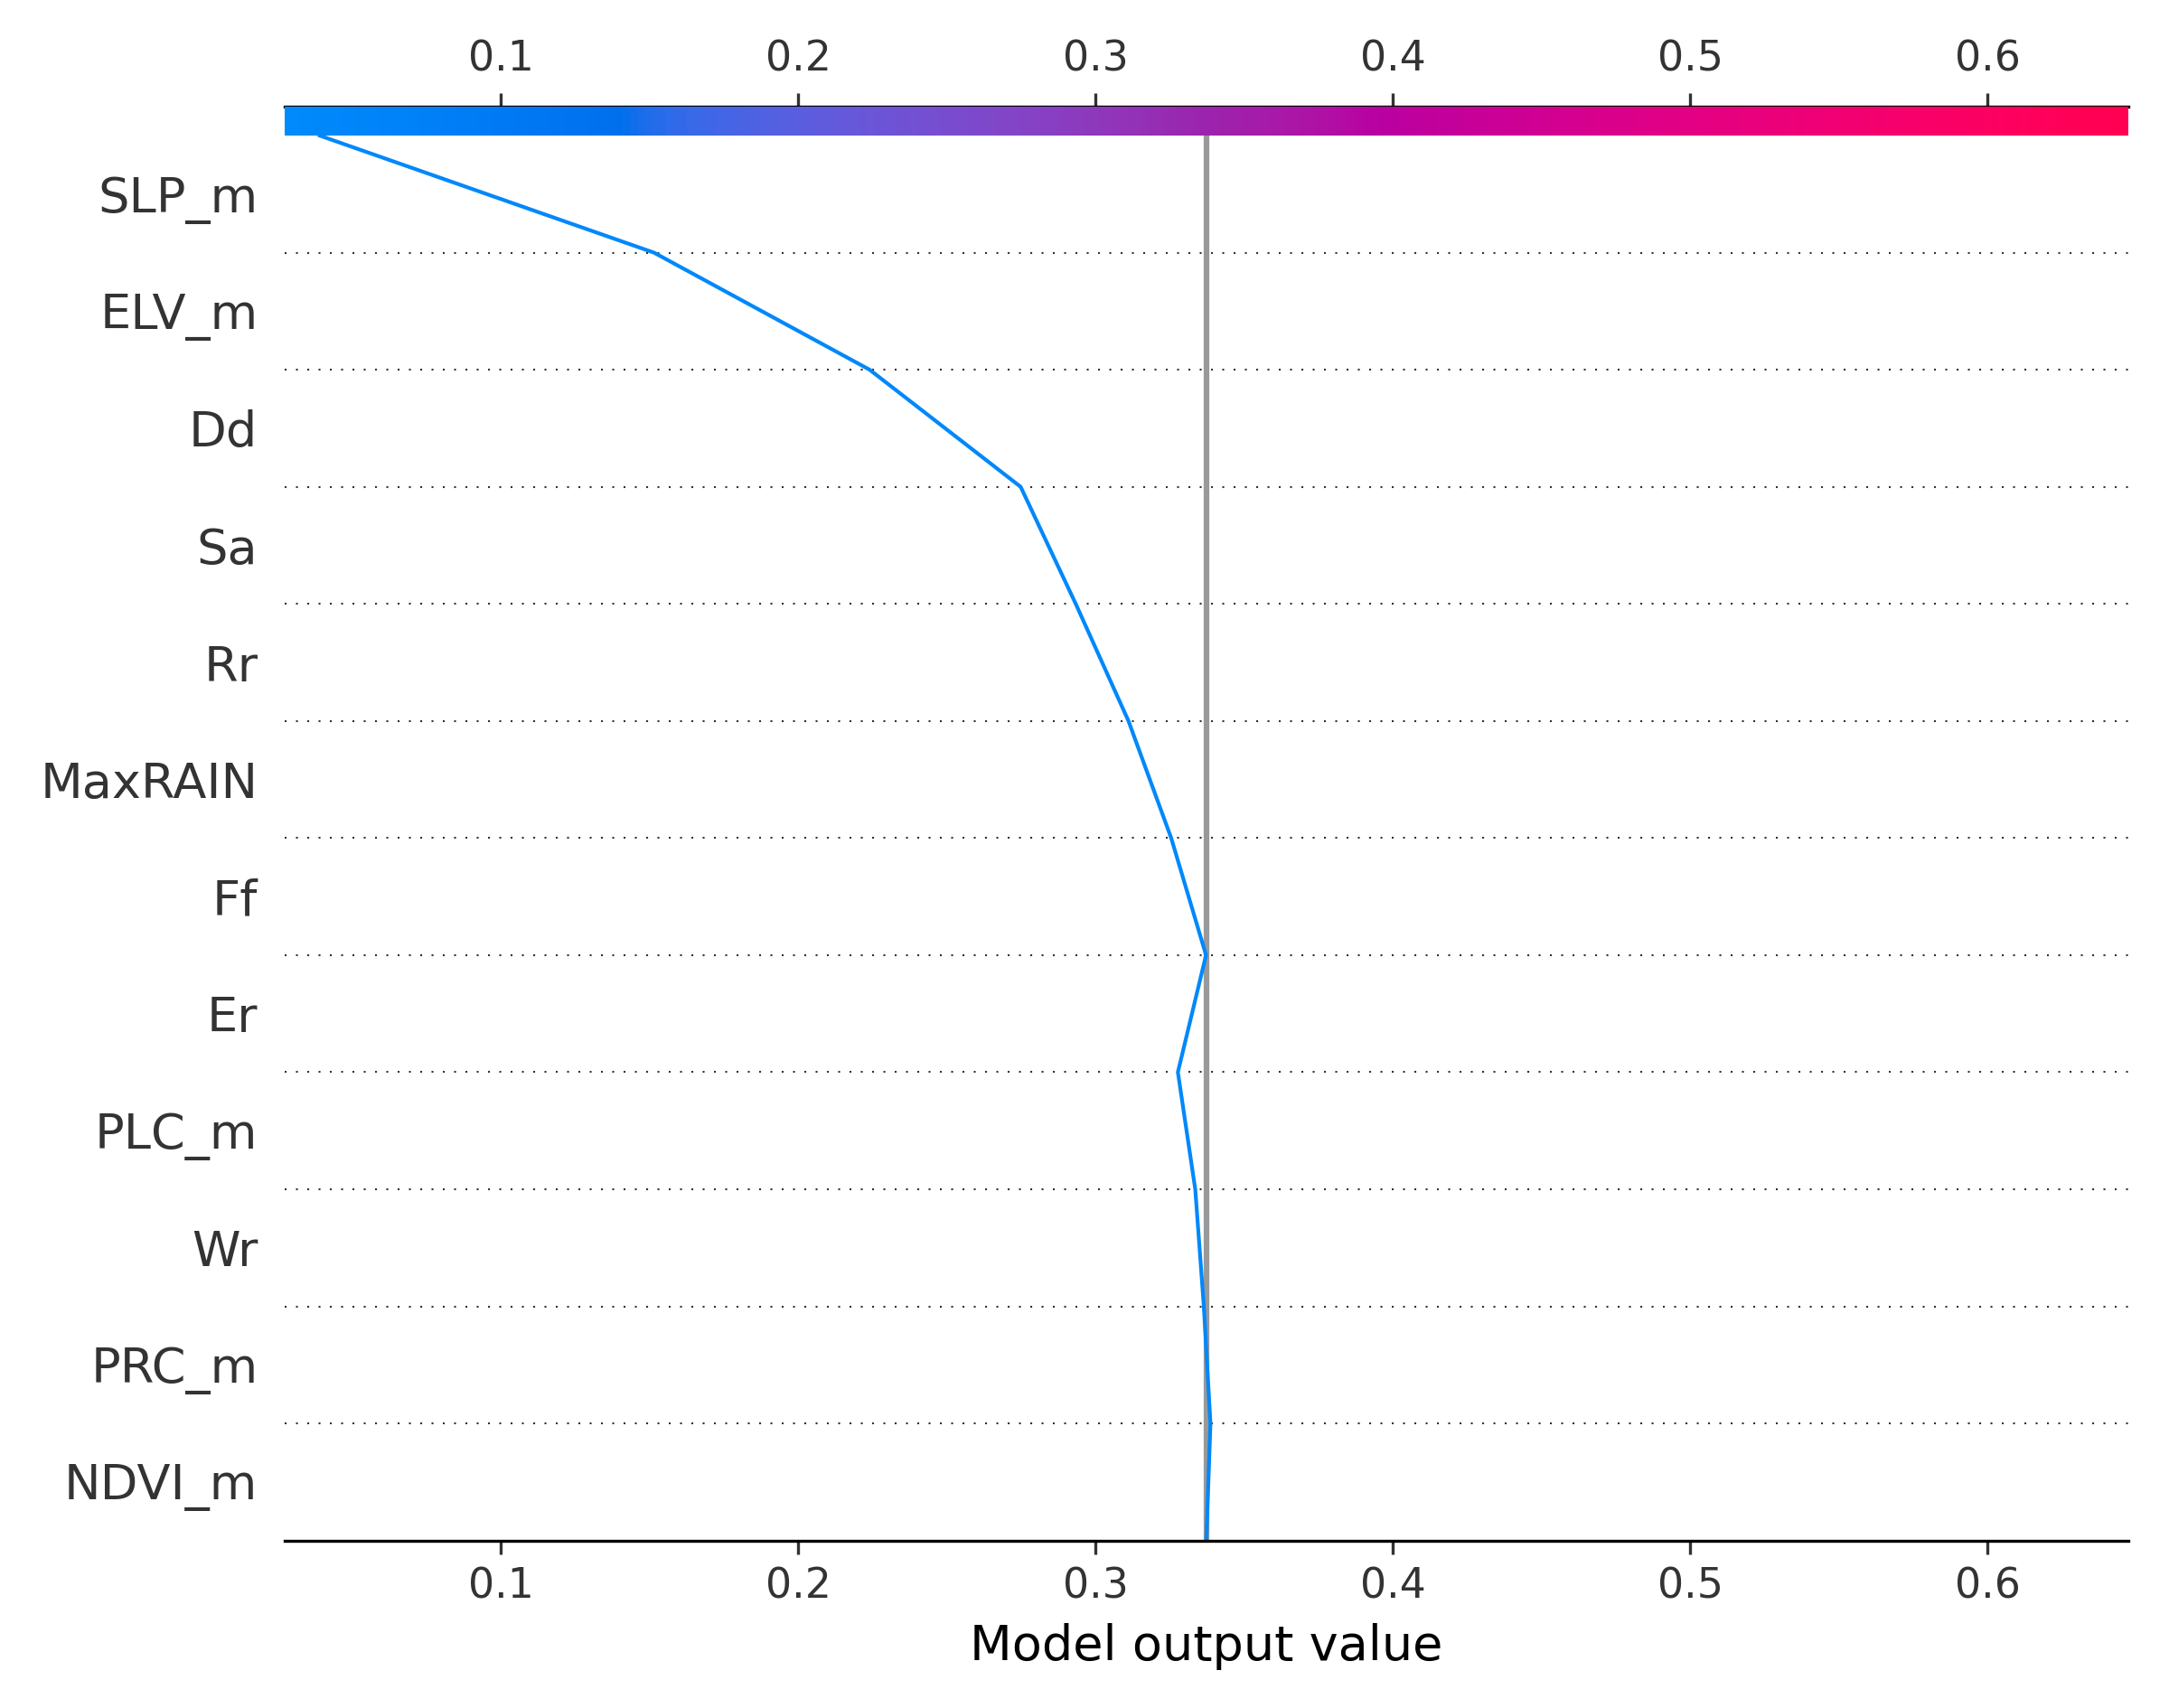 0.1 0.2 0.3 0.4 0.5 0.6
SLP_m
ELV_m
Dd
Sa
Rr
MaxRAIN
Ff
Er
PLC_m
Wr
PRC_m
NDVI_m
0.1 0.2 0.3 0.4 0.5 0.6
Model output value